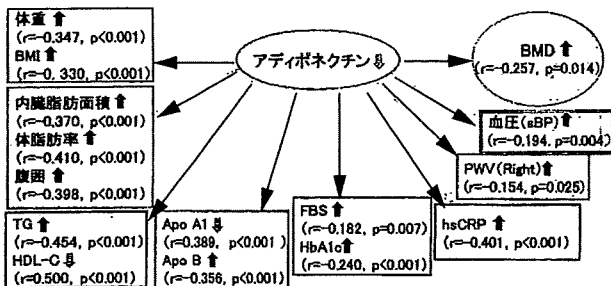 体重⬆
(r=-0.347, p<0.001)
BMI⬆
(r=-0.330, p<0.001)
アディポネクチン⇩
BMD⬆
(r=-0.257, p=0.014)
内臓脂肪面積⬆
(r=-0.370, p<0.001)
体脂肪率⬆
(r=-0.410, p<0.001)
腹囲⬆
(r=-0.398, p<0.001)
血圧(sBP)⬆
(r=-0.194, p=0.004)
PWV(Right)⬆
(r=-0.154, p=0.025)
TG⬆
(r=-0.454, p<0.001)
HDL-C⇩
(r=0.500, p<0.001)
Apo A1⇩
(r=0.389, p<0.001)
Apo B⬆
(r=-0.356, p<0.001)
FBS⬆
(r=-0.182, p=0.007)
HbA1c⬆
(r=-0.240, p<0.001)
hsCRP⬆
(r=-0.401, p<0.001)